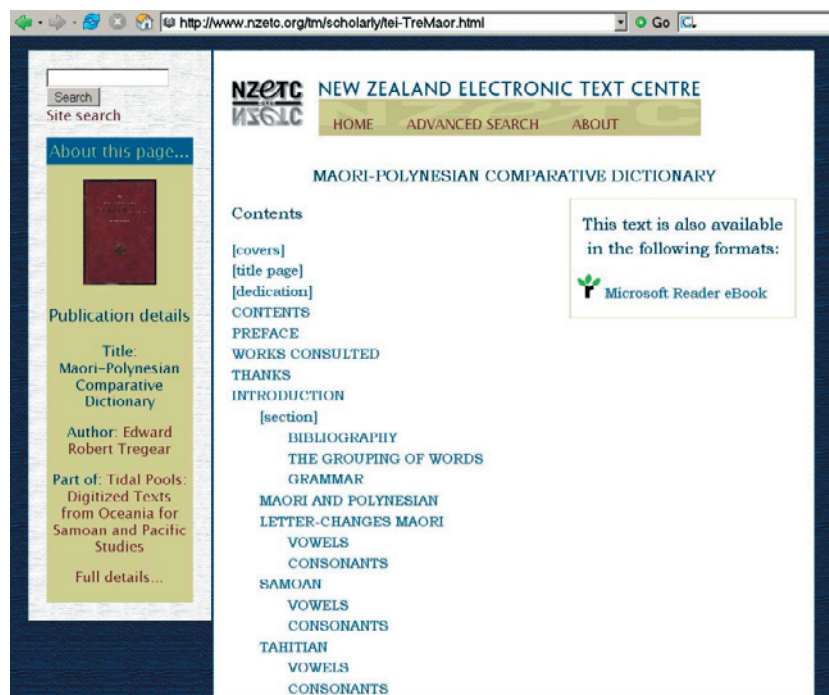 http://www.nzetc.org/tm/scholarly/tei-TreMaor.html
Go
Search
Site search
About this page...
Publication details
Title:
Maori-Polynesian
Comparative
Dictionary
Author: Edward
Robert Tregear
Part of: Tidal Pools:
Digitized Texts
from Oceania for
Samoan and Pacific
Studies
Full details...
NZETC NEW ZEALAND ELECTRONIC TEXT CENTRE
HOME ADVANCED SEARCH ABOUT
MAORI-POLYNESIAN COMPARATIVE DICTIONARY
Contents
[covers]
[title page]
[dedication]
CONTENTS
PREFACE
WORKS CONSULTED
THANKS
INTRODUCTION
[section]
BIBLIOGRAPHY
THE GROUPING OF WORDS
GRAMMAR
MAORI AND POLYNESIAN
LETTER-CHANGES MAORI
VOWELS
CONSONANTS
SAMOAN
VOWELS
CONSONANTS
TAHITIAN
VOWELS
CONSONANTS
This text is also available
in the following formats:
Microsoft Reader eBook